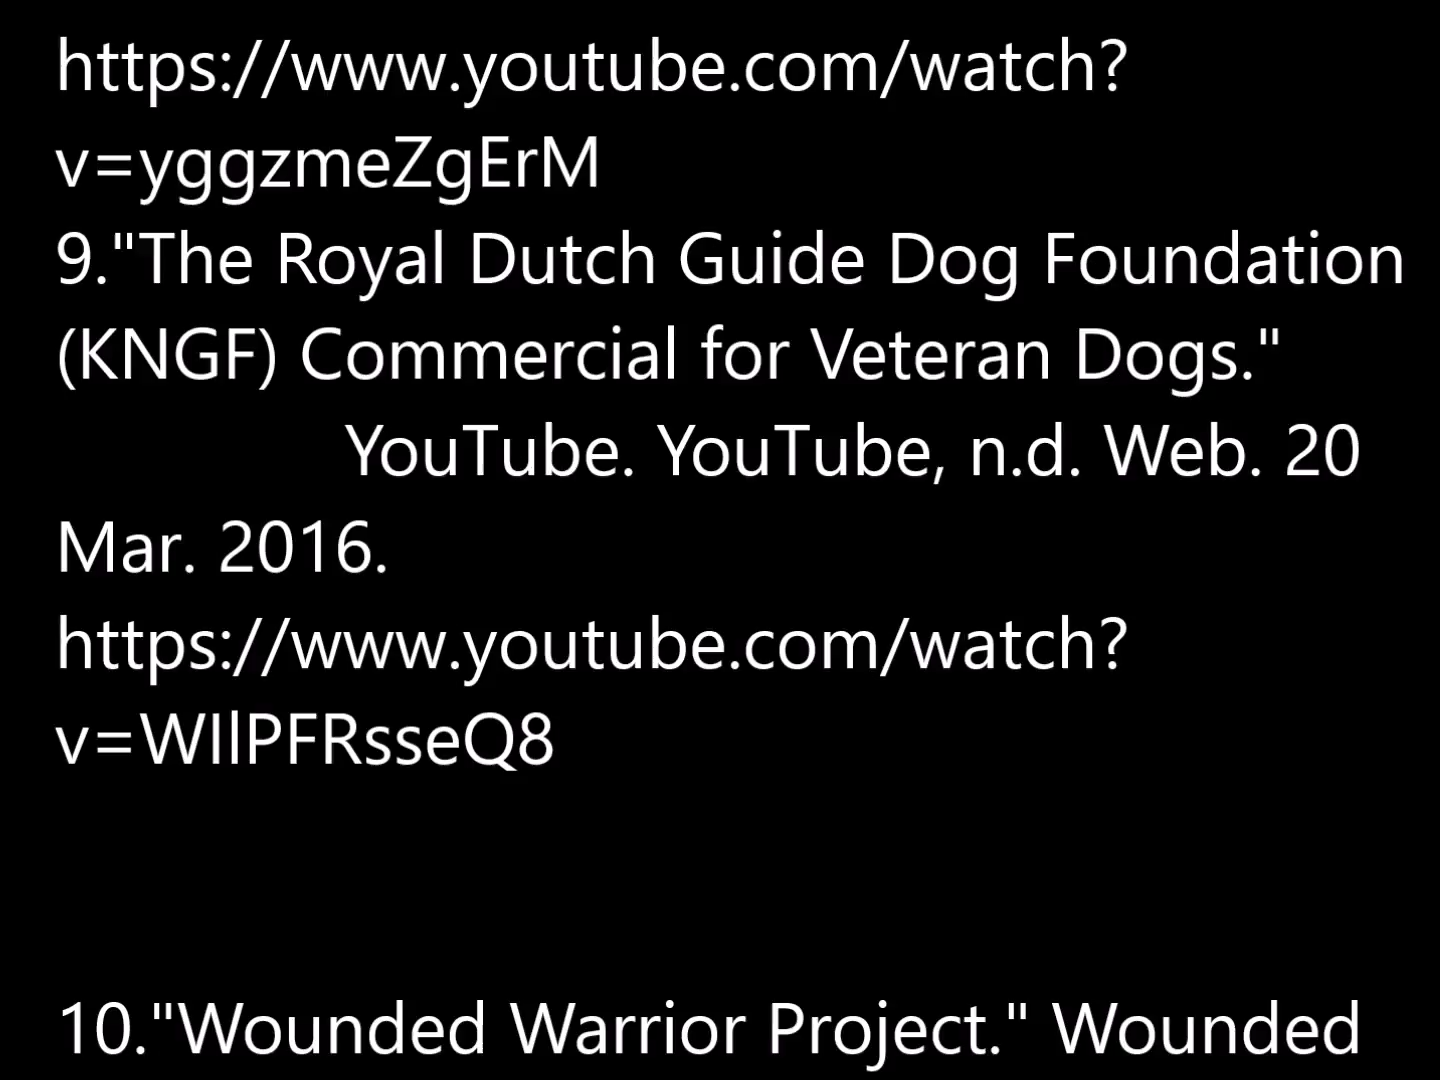 https://www.youtube.com/watch?
v=yggzmeZgErM
9."The Royal Dutch Guide Dog Foundation
(KNGF) Commercial for Veteran Dogs."
YouTube. YouTube, n.d. Web. 20
Mar. 2016.
https://www.youtube.com/watch?
v=WIlPFRsseQ8
10."Wounded Warrior Project." Wounded